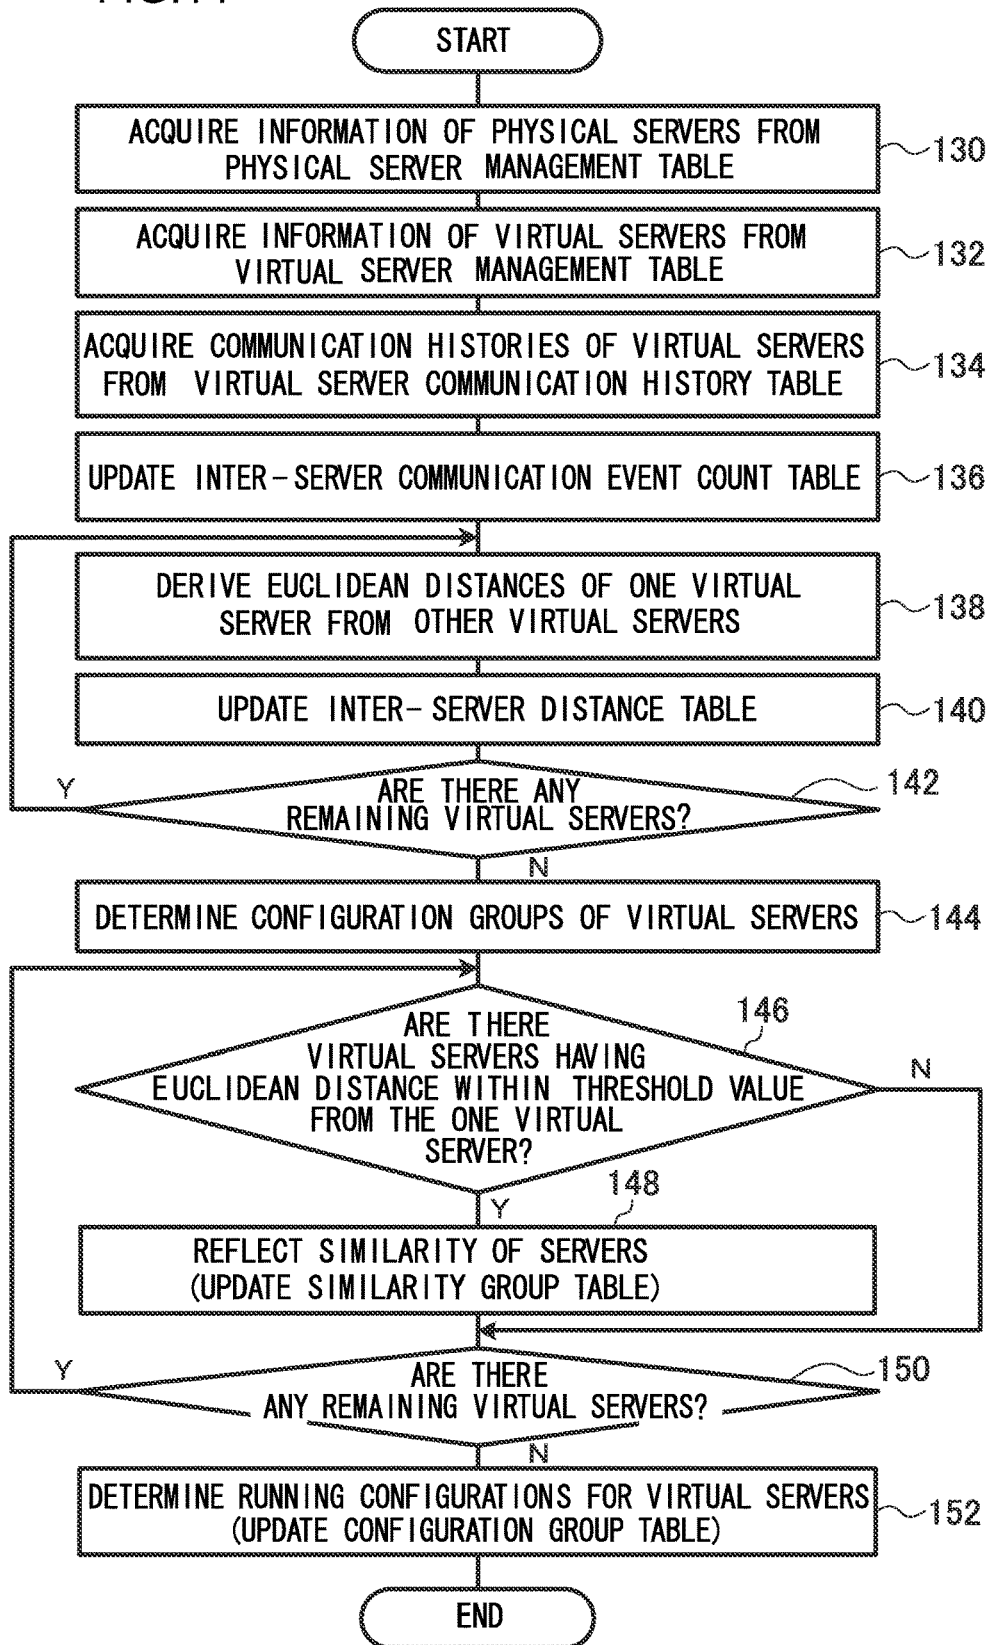 START
ACQUIRE INFORMATION OF PHYSICAL SERVERS FROM
PHYSICAL SERVER MANAGEMENT TABLE
130
ACQUIRE INFORMATION OF VIRTUAL SERVERS FROM
VIRTUAL SERVER MANAGEMENT TABLE
132
ACQUIRE COMMUNICATION HISTORIES OF VIRTUAL SERVERS
FROM VIRTUAL SERVER COMMUNICATION HISTORY TABLE
134
UPDATE INTER-SERVER COMMUNICATION EVENT COUNT TABLE
136
DERIVE EUCLIDEAN DISTANCES OF ONE VIRTUAL
SERVER FROM OTHER VIRTUAL SERVERS
138
UPDATE INTER-SERVER DISTANCE TABLE
140
Y
ARE THERE ANY
REMAINING VIRTUAL SERVERS?
142
N
DETERMINE CONFIGURATION GROUPS OF VIRTUAL SERVERS
144
ARE THERE
VIRTUAL SERVERS HAVING
EUCLIDEAN DISTANCE WITHIN THRESHOLD VALUE
FROM THE ONE VIRTUAL
SERVER?
146
N
Y
148
REFLECT SIMILARITY OF SERVERS
(UPDATE SIMILARITY GROUP TABLE)
Y
ARE THERE
ANY REMAINING VIRTUAL SERVERS?
150
N
DETERMINE RUNNING CONFIGURATIONS FOR VIRTUAL SERVERS
(UPDATE CONFIGURATION GROUP TABLE)
152
END